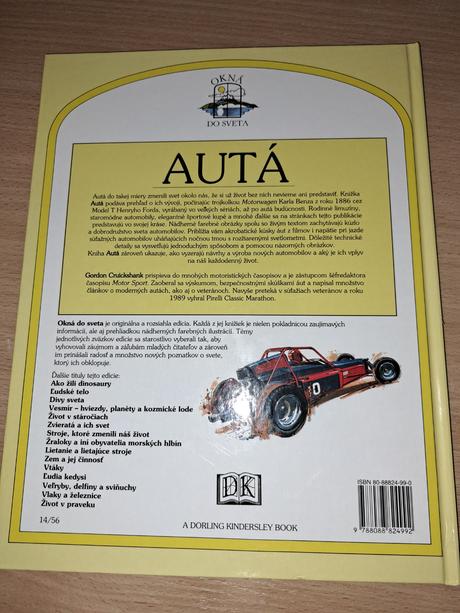 OKNÁ
DO SVETA
AUTÁ
Autá do takej miery zmenili svet okolo nás, že si už život bez nich nevieme ani predstaviť. Knižka
Autá podáva prehľad o ich vývoji, počínajúc trojkolkou Motorwagen Karla Benza z roku 1886 cez
Model T Henryho Forda, vyrábaný vo veľkých sériách, až po autá budúcnosti. Rodinné limuzíny,
staromódne automobily, elegantné športové kupé a mnohé ďalšie sa na stránkach tejto publikácie
predstavujú vo svojej kráse. Nádherné farebné obrázky spolu so živým textom zachytávajú kúzlo
a dobrodružstvo sveta automobilov. Priblížia vám akrobatické kúsky áut z filmov i napätie pri jazde
súťažných automobilov uháňajúcich nočnou tmou s rozžiarenými svetlometmi. Dôležité technické
detaily sa vysvetľujú jednoduchým spôsobom a pomocou názorných obrázkov.
Kniha Autá zároveň ukazuje, ako vyzerajú návrhy a výroba nových automobilov a aký je ich vplyv
na náš každodenný život.
Gordon Cruickshank prispieva do mnohých motoristických časopisov a je zástupcom šéfredaktora
časopisu Motor Sport. Zaoberal sa výskumom, bezpečnostnými skúškami áut a napísal množstvo
článkov o moderných autách, ako aj o veteránoch. Navyše preteká v súťažiach veteránov a roku
1989 vyhral Pirelli Classic Marathon.
Okná do sveta je originálna a rozsiahla edícia. Každá z jej knižiek je nielen pokladnicou zaujímavých
informácií, ale aj prehliadkou nádherných farebných ilustrácií. Témy
jednotlivých zväzkov edície sa starostlivo vyberali tak, aby
vyhovovali záujmom a záľubám mladých čitateľov a zároveň
im prinášali radosť a množstvo nových poznatkov o svete,
ktorý ich obklopuje.
Ďalšie tituly tejto edície:
Ako žili dinosaury
Ľudské telo
Divy sveta
Vesmír – hviezdy, planéty a kozmické lode
Život v stáročiach
Zvieratá a ich svet
Stroje, ktoré zmenili náš život
Žraloky a iní obyvatelia morských hlbín
Lietanie a lietajúce stroje
Zem a jej činnosť
Vtáky
Ľudia kedysi
Veľryby, delfíny a sviňuchy
Vlaky a železnice
Život v praveku
0
DK
ISBN 80-88824-99-0
9 788088 824992
14/56
A DORLING KINDERSLEY BOOK